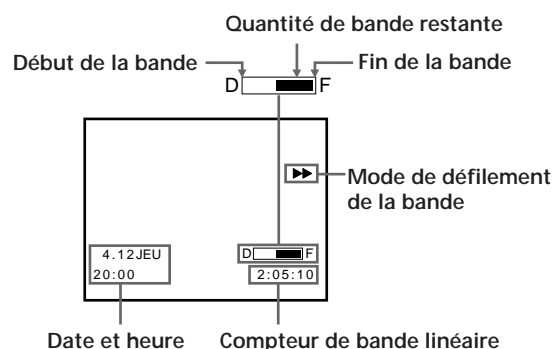 Quantité de bande restante
Début de la bande
Fin de la bande
D F
Mode de défilement
de la bande
4.12JEU
20:00
D F
2:05:10
Date et heure
Compteur de bande linéaire